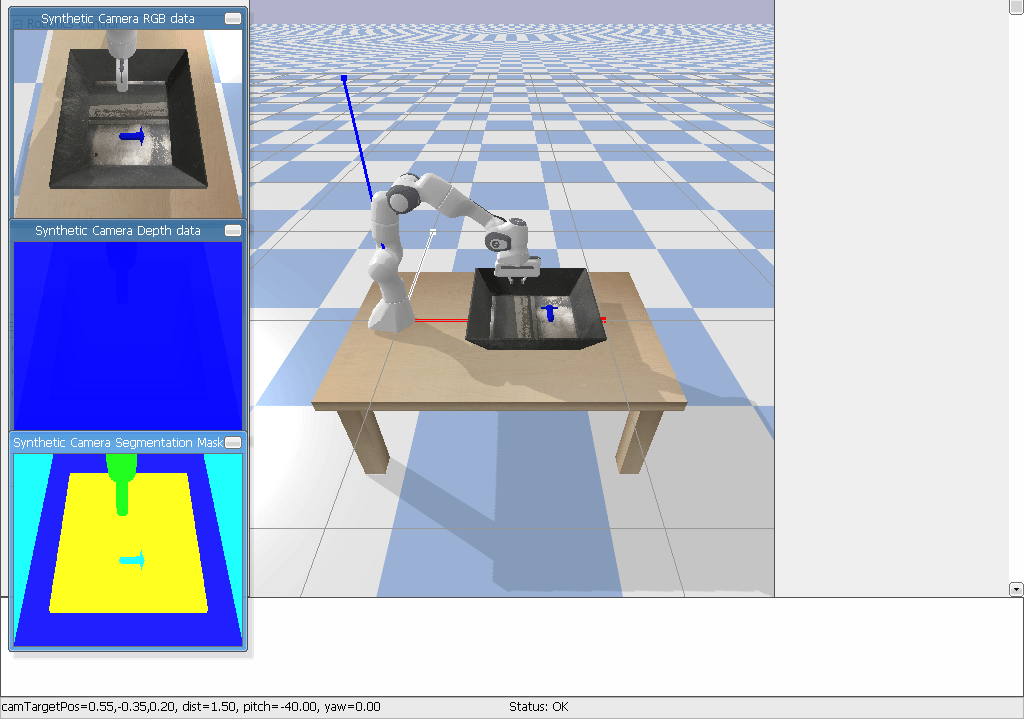 Synthetic Camera RGB data
Synthetic Camera Depth data
Synthetic Camera Segmentation Mask
camTargetPos=0.55,-0.35,0.20, dist=1.50, pitch=-40.00, yaw=0.00
Status: OK